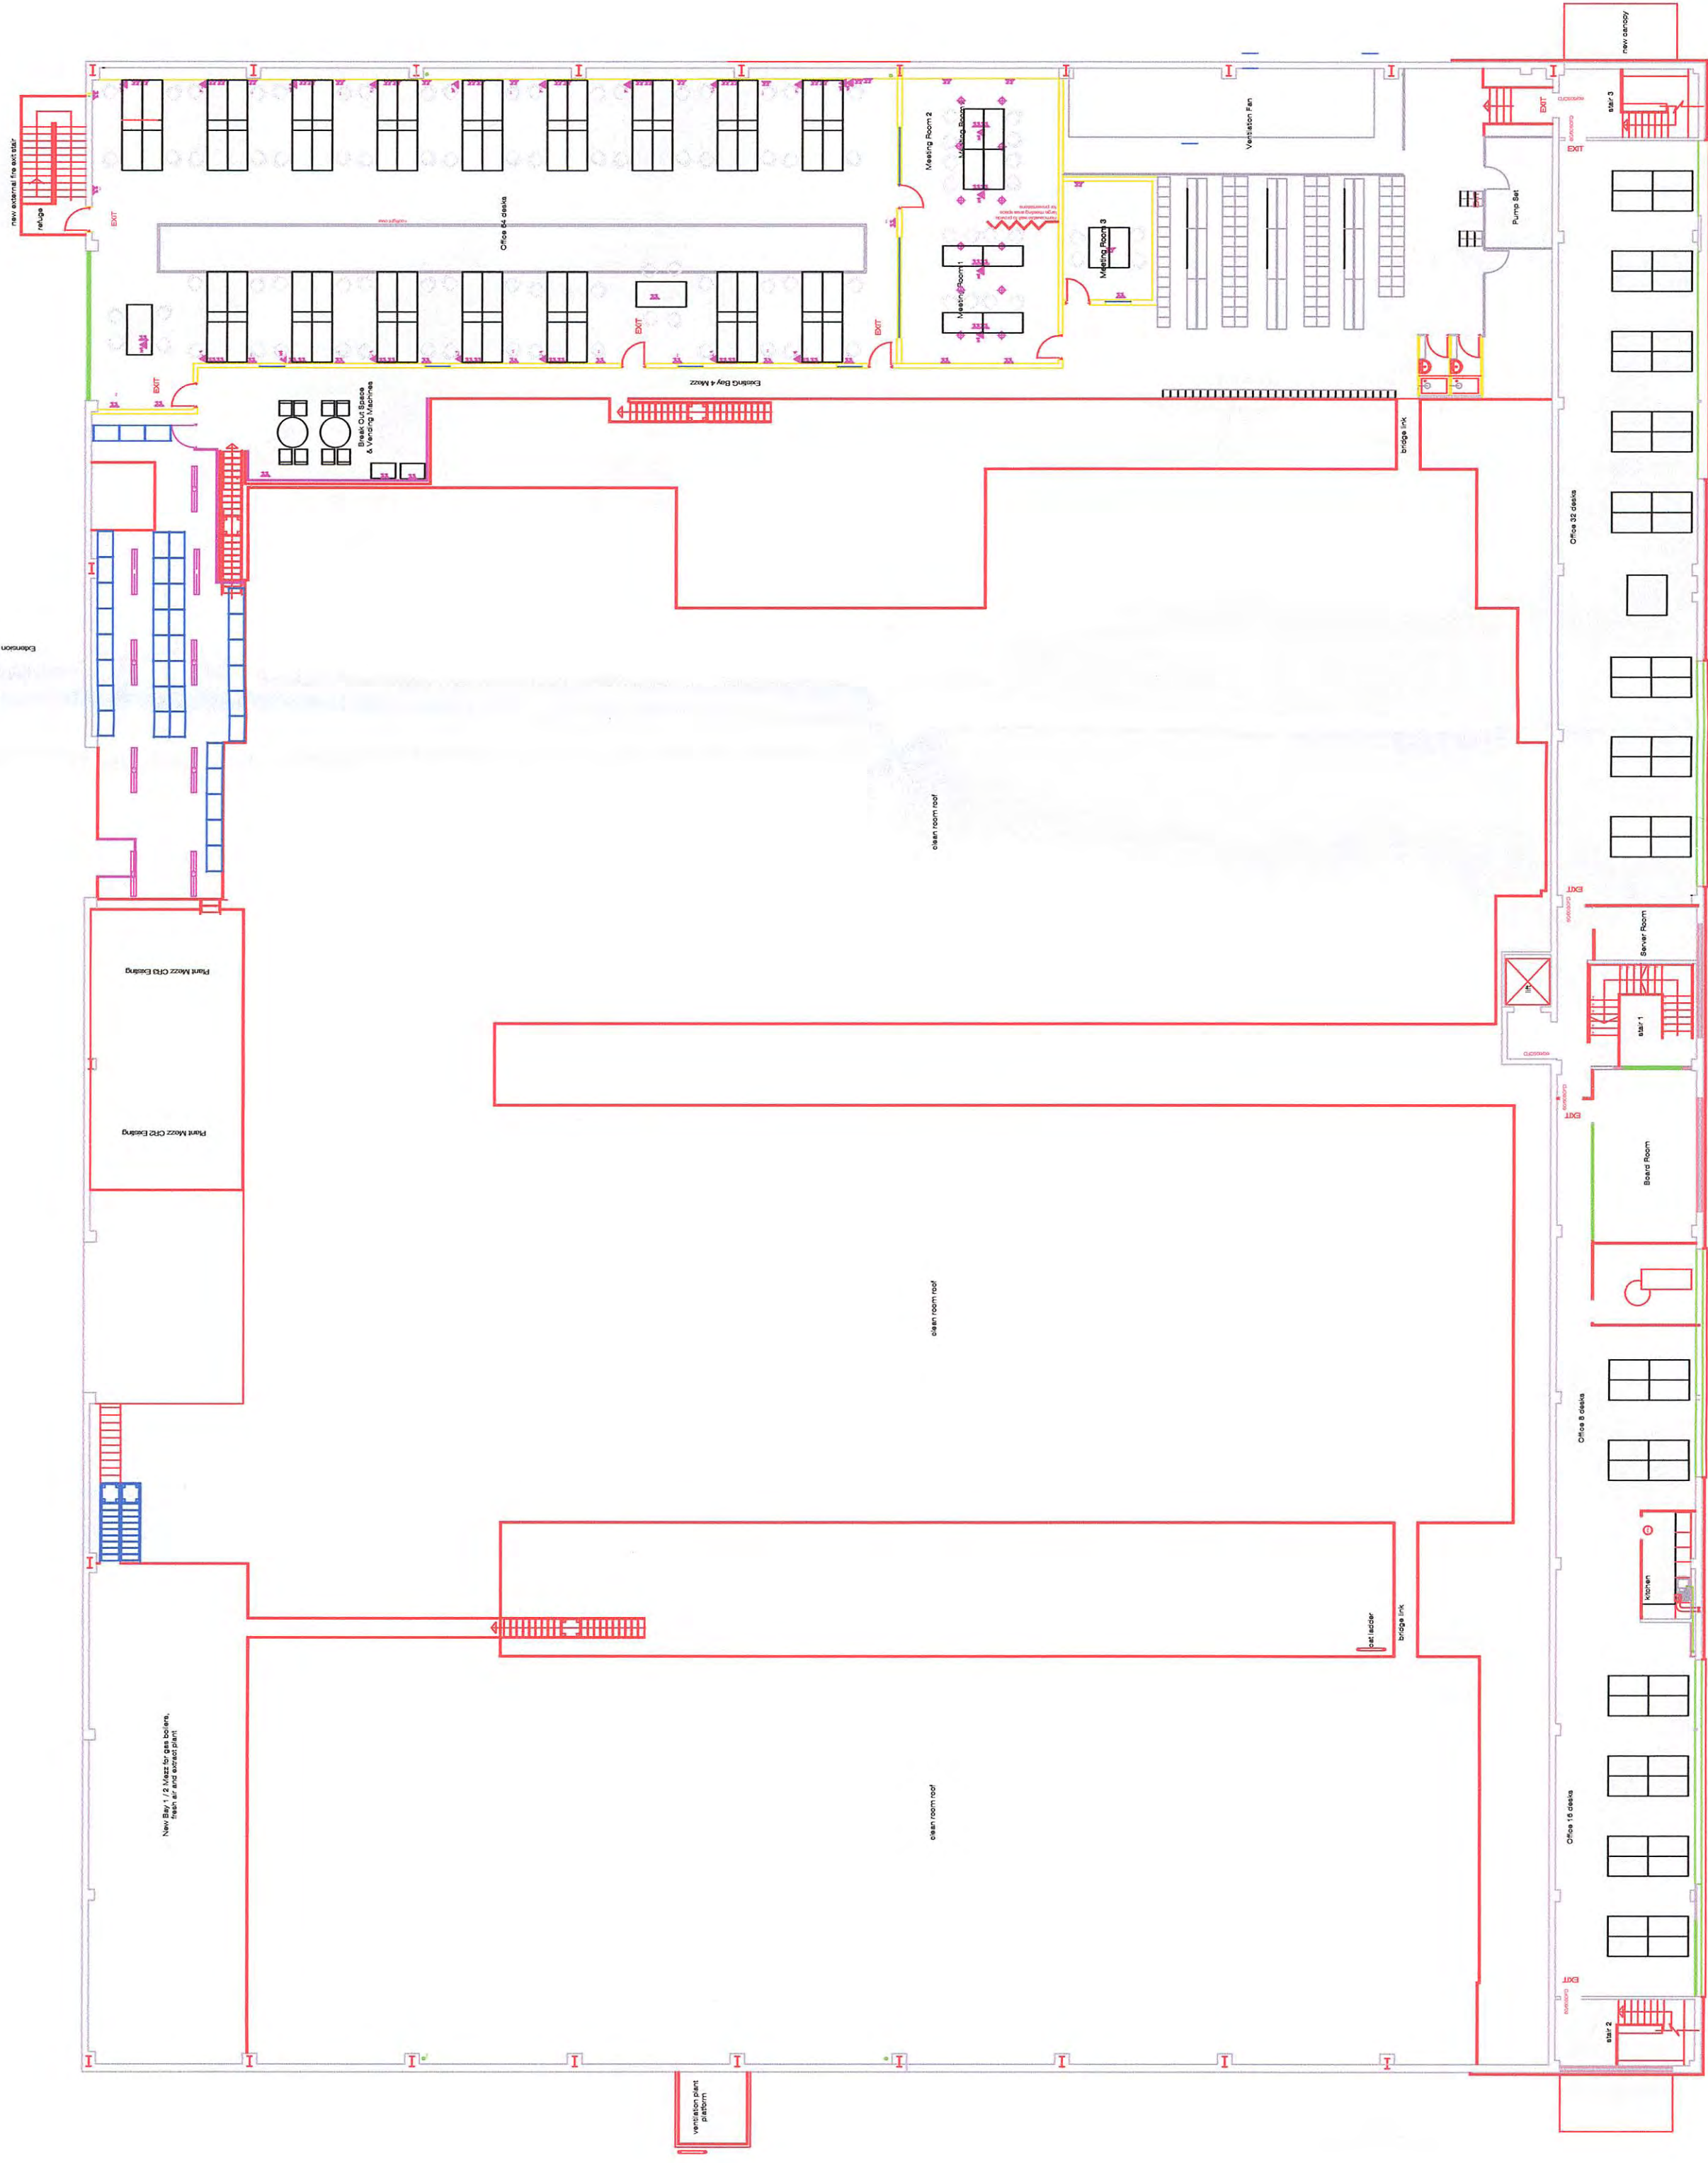 new canopy
new external fire exit stair
refuge
EXIT
Office 64 desks
EXIT
EXIT
EXIT
Meeting Room 2
Meeting Room 1
Meeting Room 3
Ventilation Fan
Pump Set
EXIT
EXIT
stair 3
Existing Bay 4 Mezz
Break Out Space
& Vending Machines
bridge link
Office 32 desks
Extension
clean room roof
EXIT
Server Room
lift
stair 1
Plant Mezz CR3 Existing
Plant Mezz CR2 Existing
EXIT
Board Room
clean room roof
Office 8 desks
kitchen
cat ladder
bridge link
New Bay 1 / 2 Mezz for gas boilers,
fresh air and extract plant
clean room roof
Office 16 desks
EXIT
stair 2
ventilation plant
platform